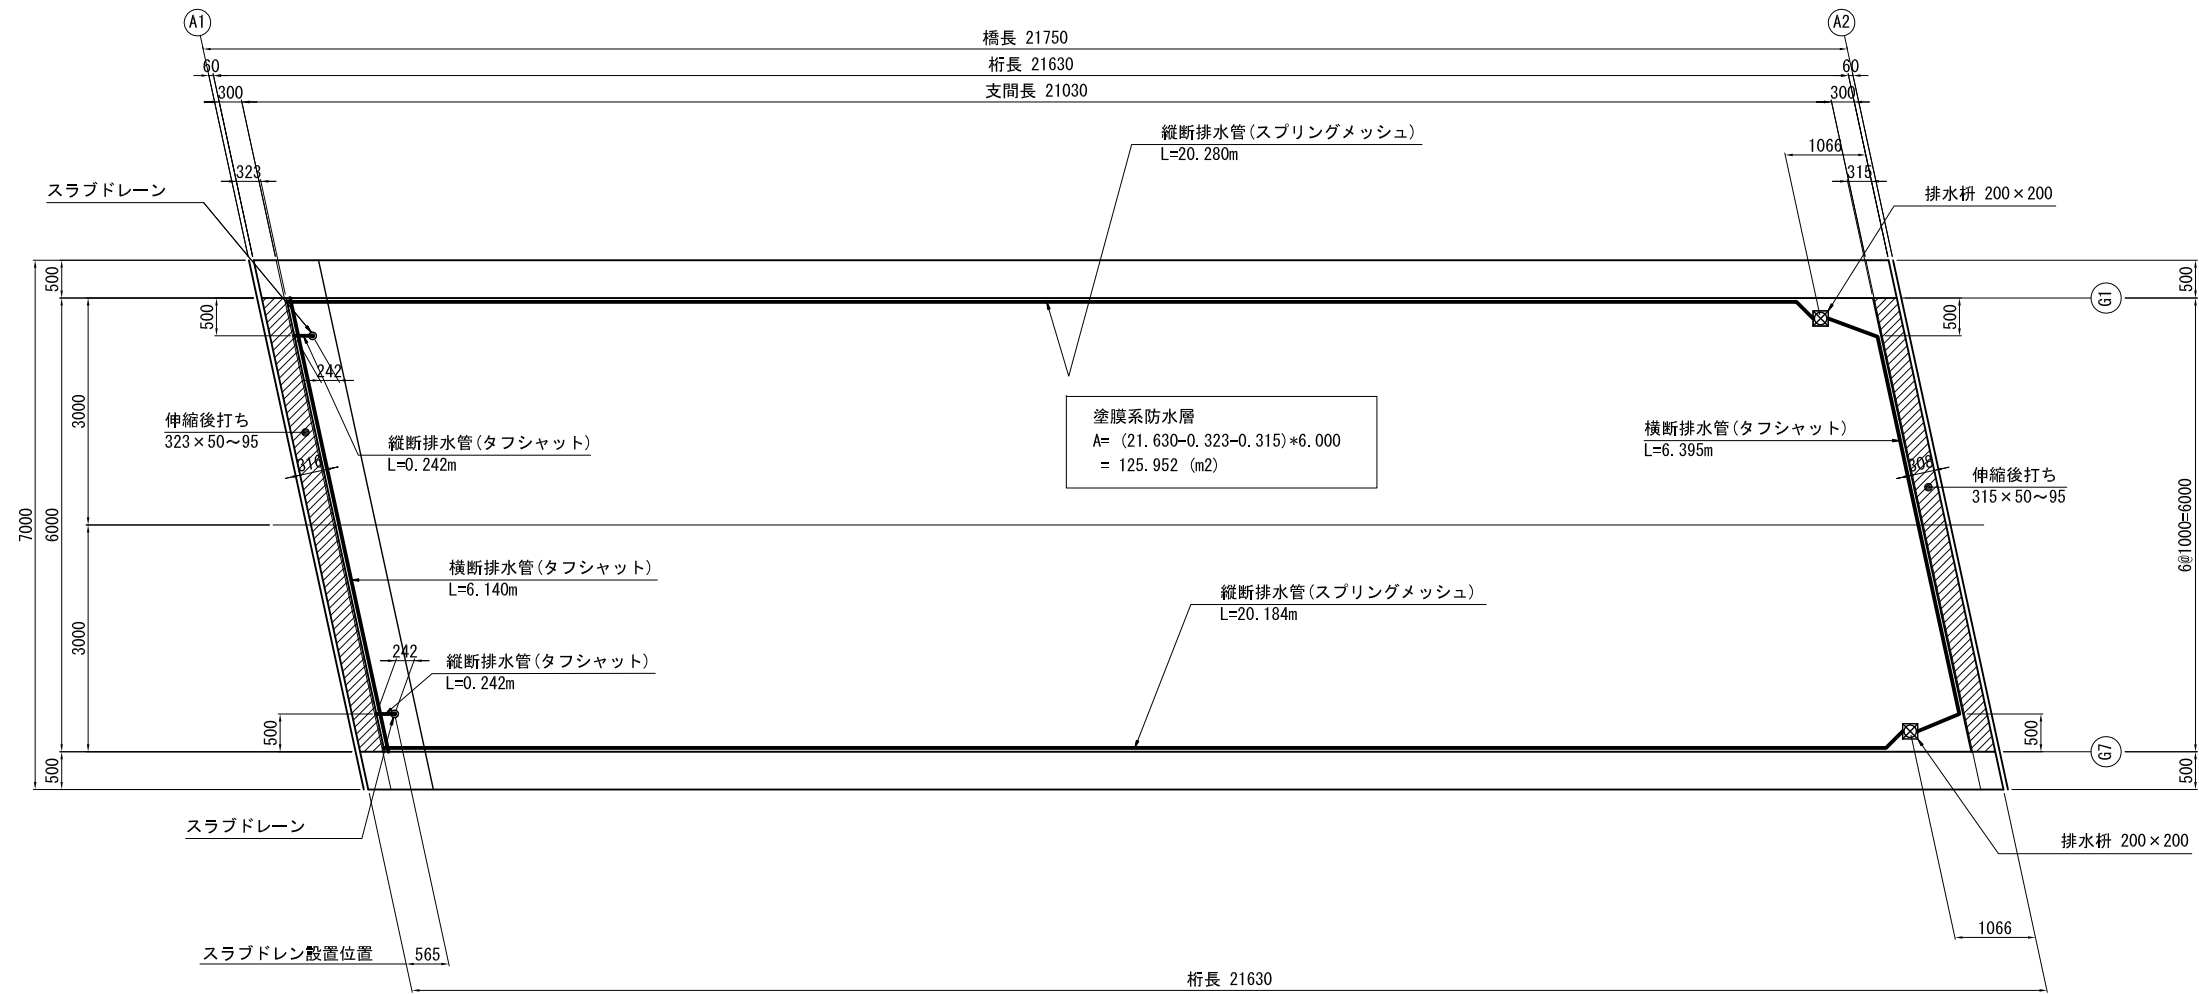 A1
A2
橋長 21750
60
桁長 21630
60
300
支間長 21030
300
縦断排水管(スプリングメッシュ)
L=20.280m
1066
323
315
スラブドレーン
排水枡 200×200
500
500
G1
500
500
242
3000
伸縮後打ち
323×50~95
縦断排水管(タフシャット)
L=0.242m
塗膜系防水層
A= (21.630-0.323-0.315)*6.000
= 125.952 (m2)
横断排水管(タフシャット)
L=6.395m
316
308
伸縮後打ち
315×50~95
7000
6000
6@1000=6000
横断排水管(タフシャット)
L=6.140m
縦断排水管(スプリングメッシュ)
L=20.184m
3000
242
縦断排水管(タフシャット)
L=0.242m
500
500
G7
500
500
スラブドレーン
排水枡 200×200
1066
スラブドレン設置位置
565
桁長 21630